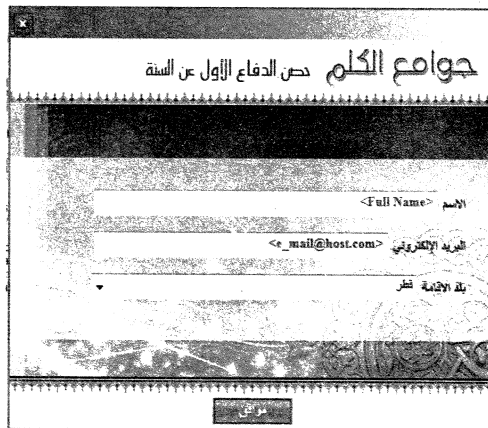 جوامع الكلم حصن الدفاع الأول عن السنة
الاسم <Full Name>
البريد الإلكتروني <e_mail@host.com>
بلد الاقامة قطر
موافق